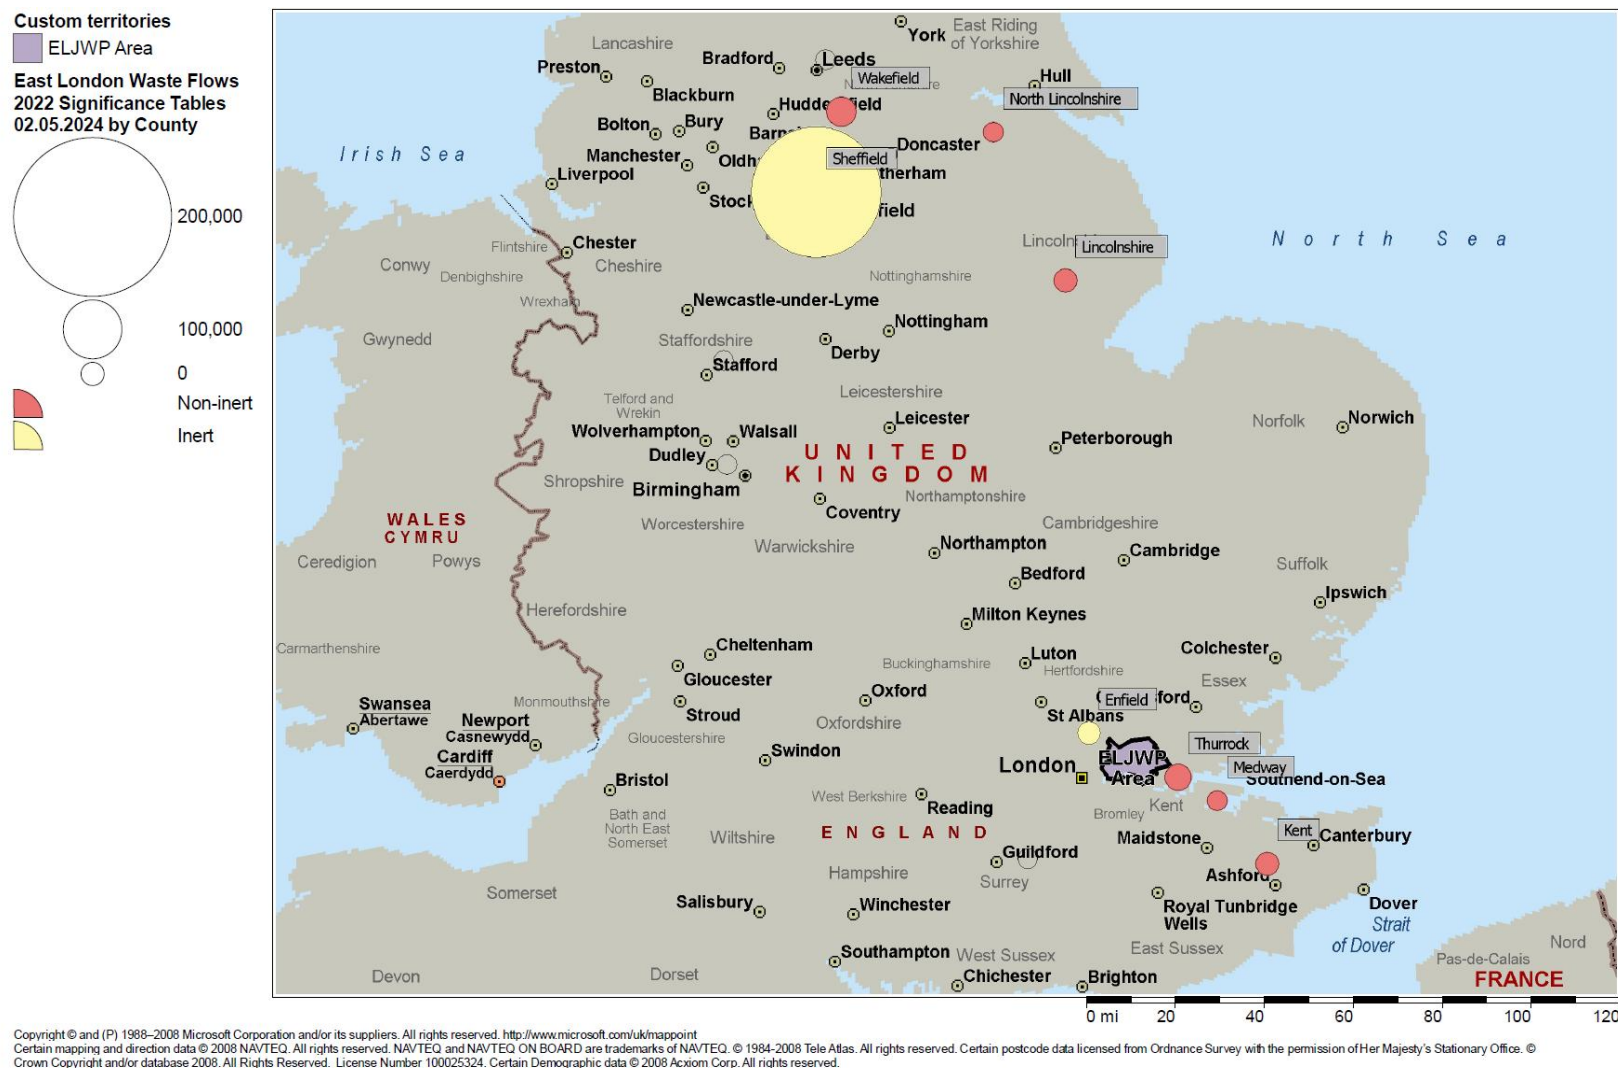 Custom territories
ELJWP Area
East London Waste Flows
2022 Significance Tables
02.05.2024 by County
200,000
100,000
0
Non-inert
Inert
York
East Riding
of Yorkshire
Lancashire
Bradford
Leeds
Preston
Wakefield
Hull
Blackburn
North Lincolnshire
Bolton
Bury
Irish Sea
Manchester
Doncaster
Sheffield
Liverpool
Chester
Flintshire
Cheshire
Conwy
Denbighshire
Lincolnshire
North Sea
Nottinghamshire
Wrexham
Newcastle-under-Lyme
Nottingham
Gwynedd
Staffordshire
Derby
Stafford
Leicestershire
Telford and
Wrekin
Leicester
Norfolk
Norwich
Wolverhampton
Walsall
Peterborough
UNITED
KINGDOM
Dudley
Shropshire
Birmingham
Northamptonshire
Coventry
WALES
CYMRU
Worcestershire
Cambridgeshire
Warwickshire
Northampton
Cambridge
Ceredigion
Powys
Suffolk
Bedford
Ipswich
Herefordshire
Milton Keynes
Carmarthenshire
Cheltenham
Luton
Colchester
Buckinghamshire
Hertfordshire
Gloucester
Essex
Oxford
Enfield
Swansea
Abertawe
Monmouthshire
Stroud
St Albans
Newport
Casnewydd
Oxfordshire
Gloucestershire
Thurrock
Swindon
Cardiff
Caerdydd
London
ELJWP
Area
Medway
Southend-on-Sea
Bristol
West Berkshire
Reading
Kent
Bromley
Bath and
North East
Somerset
Wiltshire
ENGLAND
Maidstone
Kent
Canterbury
Guildford
Hampshire
Surrey
Ashford
Somerset
Salisbury
Winchester
Royal Tunbridge
Wells
Dover
Strait
of Dover
Southampton
West Sussex
East Sussex
Nord
Pas-de-Calais
Devon
Dorset
Chichester
Brighton
FRANCE
0 mi 20 40 60 80 100 120
Copyright © and (P) 1988–2008 Microsoft Corporation and/or its suppliers. All rights reserved. http://www.microsoft.com/uk/mappoint
Certain mapping and direction data © 2008 NAVTEQ. All rights reserved. NAVTEQ and NAVTEQ ON BOARD are trademarks of NAVTEQ. © 1984-2008 Tele Atlas. All rights reserved. Certain postcode data licensed from Ordnance Survey with the permission of Her Majesty's Stationary Office. ©
Crown Copyright and/or database 2008. All Rights Reserved. License Number 100025324. Certain Demographic data © 2008 Acxiom Corp. All rights reserved.